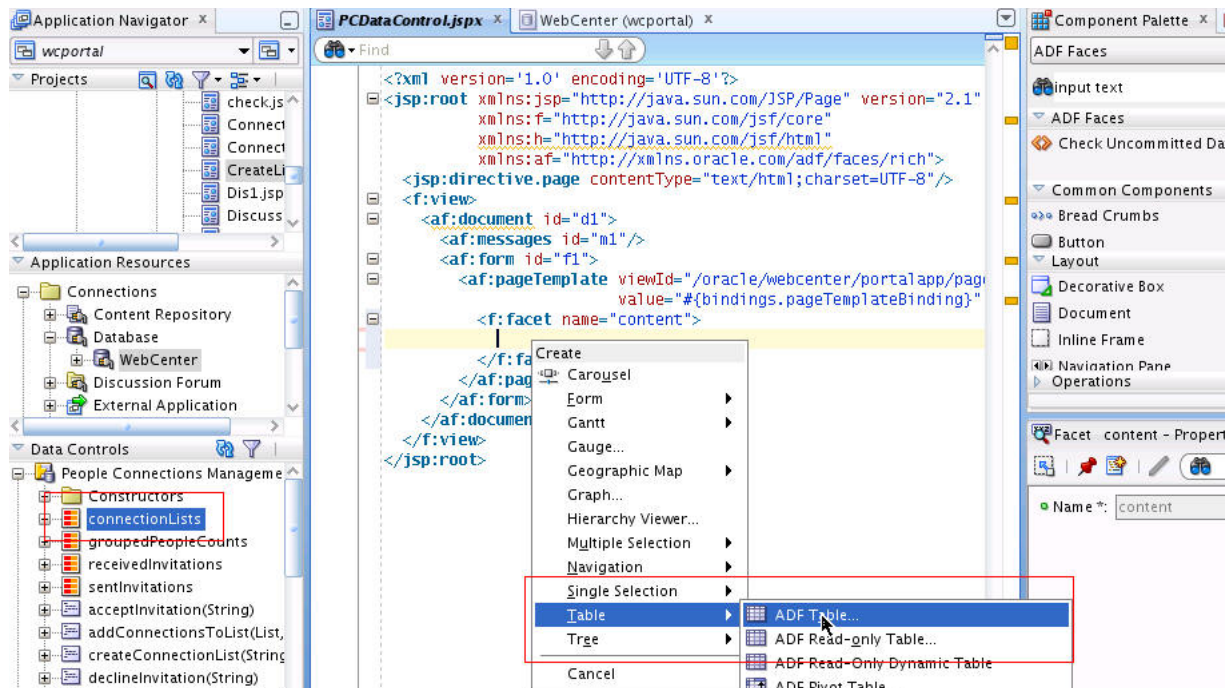 Application Navigator x
wcportal
Projects
check.js
Connect
Connect
CreateLi
Dis1.jsp
Discuss
Application Resources
Connections
Content Repository
Database
WebCenter
Discussion Forum
External Application
Data Controls
People Connections Manageme
Constructors
connectionLists
groupedPeopleCounts
receivedInvitations
sentInvitations
acceptInvitation(String)
addConnectionsToList(List,
createConnectionList(String
declineInvitation(String)
PCDataControl.jspx x
WebCenter (wcportal) x
Find
<?xml version='1.0' encoding='UTF-8'?>
<jsp:root xmlns:jsp="http://java.sun.com/JSP/Page" version="2.1"
xmlns:f="http://java.sun.com/jsf/core"
xmlns:h="http://java.sun.com/jsf/html"
xmlns:af="http://xmlns.oracle.com/adf/faces/rich">
<jsp:directive.page contentType="text/html;charset=UTF-8"/>
<f:view>
<af:document id="d1">
<af:messages id="m1"/>
<af:form id="f1">
<af:pageTemplate viewId="/oracle/webcenter/portalapp/pag
value="#{bindings.pageTemplateBinding}"
<f:facet name="content">
</f:fa
</af:pag
</af:form>
</af:documen
</f:view>
</jsp:root>
Create
Carousel
Form
Gantt
Gauge...
Geographic Map
Graph...
Hierarchy Viewer...
Multiple Selection
Navigation
Single Selection
Table
Tree
Cancel
ADF Table...
ADF Read-only Table...
ADF Read-Only Dynamic Table
ADF Pivot Table
Component Palette x
ADF Faces
input text
ADF Faces
Check Uncommitted Da
Common Components
Bread Crumbs
Button
Layout
Decorative Box
Document
Inline Frame
Navigation Pane
Operations
Facet content - Propert
Name *: content